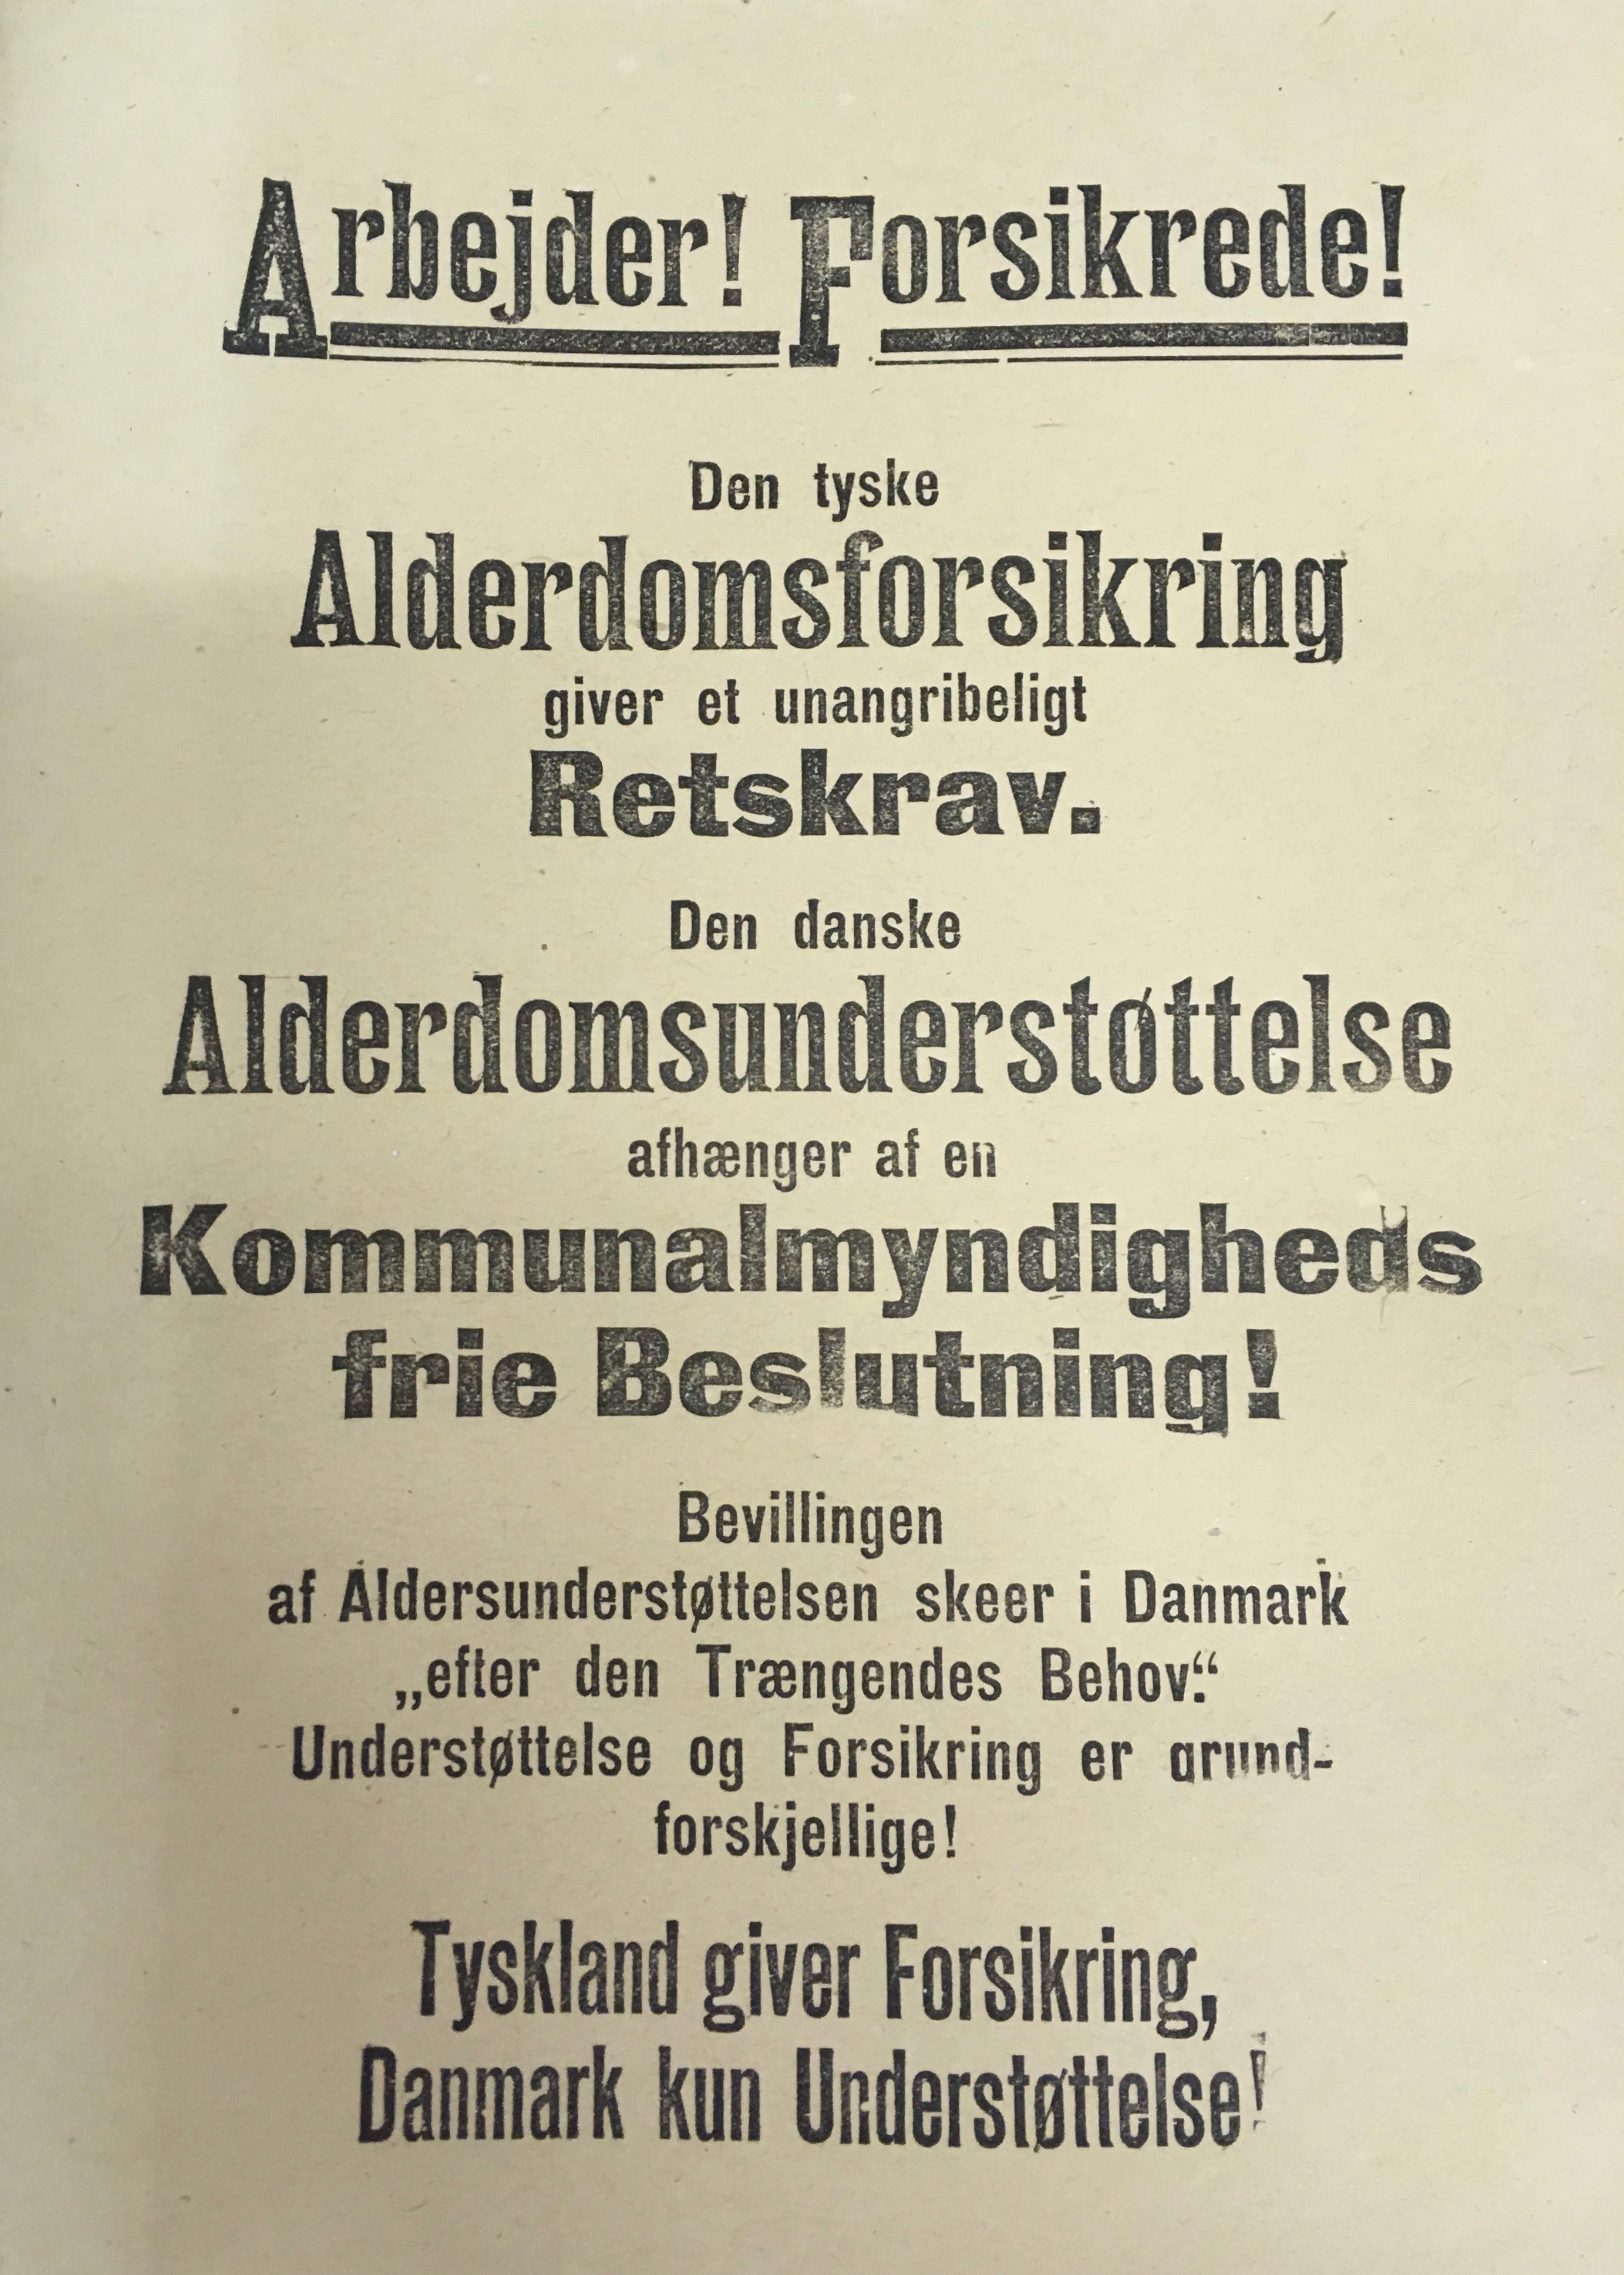 Arbejder! Forsikrede!
Den tyske
Alderdomsforsikring
giver et unangribeligt
Retskrav.
Den danske
Alderdomsunderstøttelse
afhænger af en
Kommunalmyndigheds
frie Beslutning!
Bevillingen
af Aldersunderstøttelsen skeer i Danmark
„efter den Trængendes Behov.“
Understøttelse og Forsikring er grund-
forskjellige!
Tyskland giver Forsikring,
Danmark kun Understøttelse!